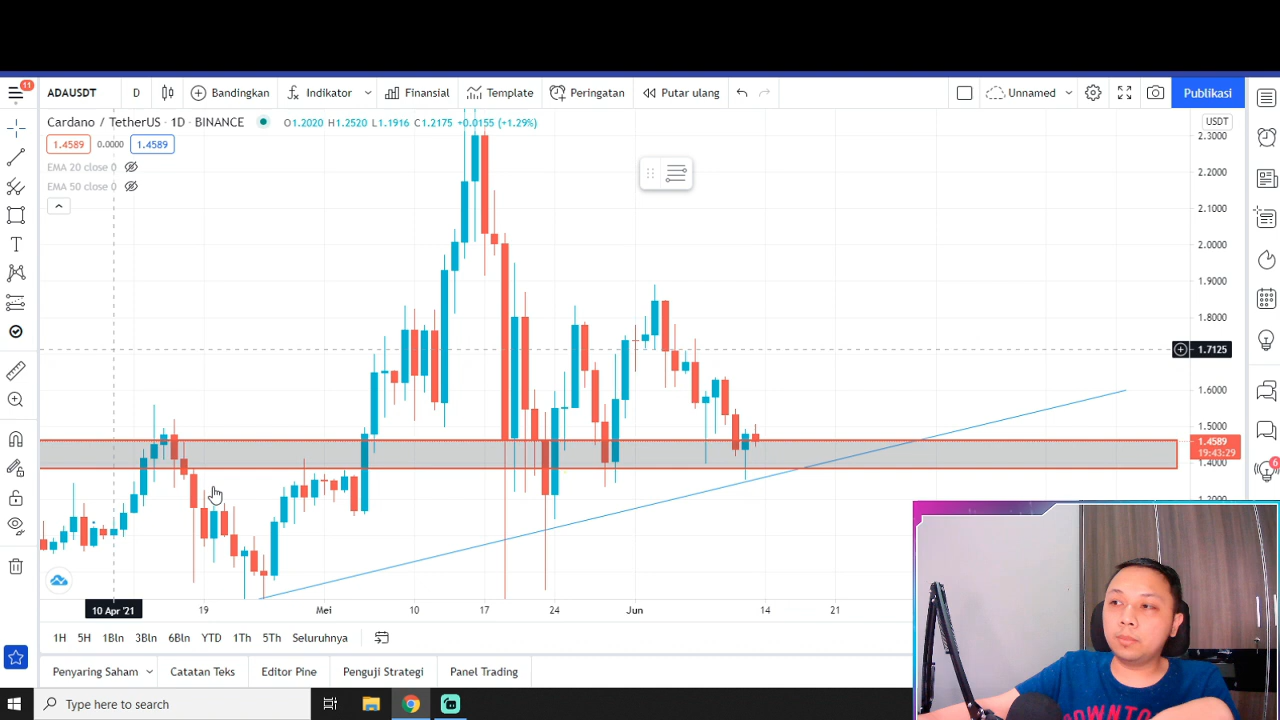 11
ADAUSDT D Bandingkan Indikator Finansial Template Peringatan Putar ulang Unnamed Publikasi
Cardano / TetherUS · 1D · BINANCE O1.2020 H1.2520 L1.1916 C1.2175 +0.0155 (+1.29%) USDT
1.4589 0.0000 1.4589
EMA 20 close 0
EMA 50 close 0
2.3000
2.2000
2.1000
2.0000
1.9000
1.8000
1.7125
1.6000
1.5000
1.4589
19:43:29
1.4000
6
10 Apr '21 19 Mei 10 17 24 Jun 14 21
1H 5H 1Bln 3Bln 6Bln YTD 1Th 5Th Seluruhnya
Penyaring Saham Catatan Teks Editor Pine Penguji Strategi Panel Trading
Type here to search